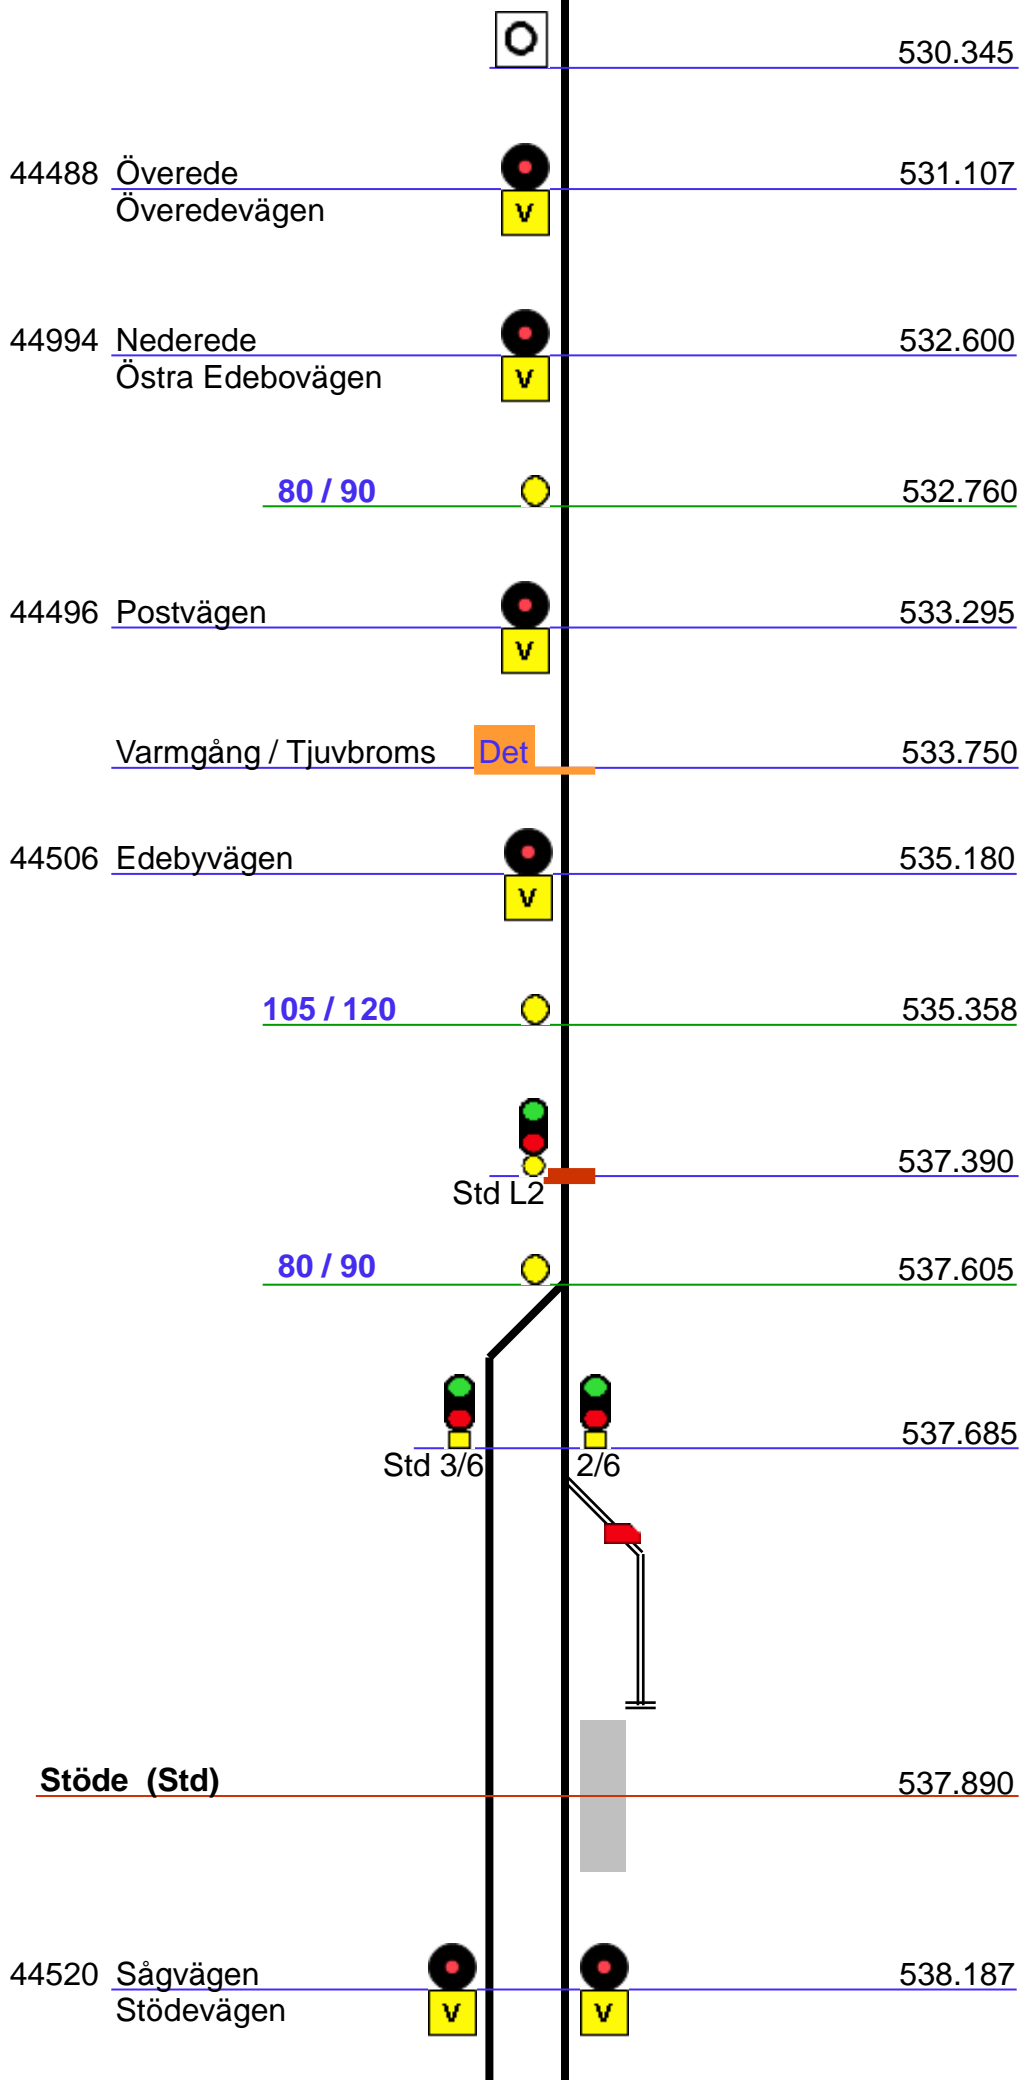 O 530.345
44488 Överede 531.107
Överedevägen V
44994 Nederede 532.600
Östra Edebovägen V
80 / 90 532.760
44496 Postvägen 533.295
V
Varmgång / Tjuvbroms Det 533.750
44506 Edebyvägen 535.180
V
105 / 120 535.358
537.390
Std L2
80 / 90 537.605
537.685
Std 3/6 2/6
Stöde (Std) 537.890
44520 Sågvägen 538.187
Stödevägen V V